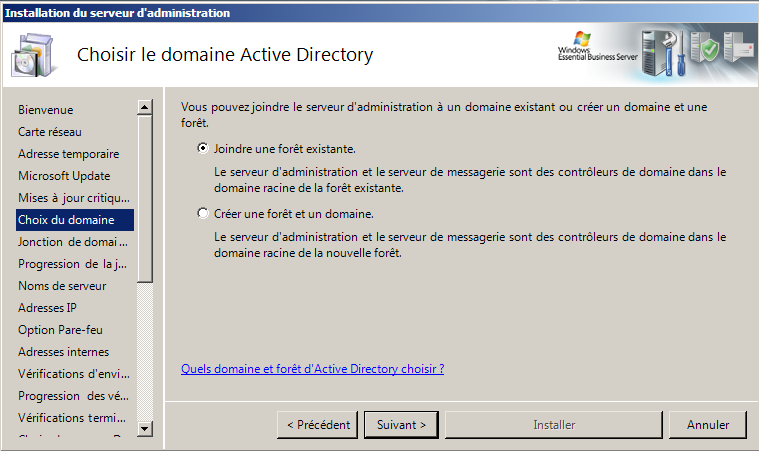 Installation du serveur d'administration
Choisir le domaine Active Directory
Windows
Essential Business Server
Bienvenue
Carte réseau
Adresse temporaire
Microsoft Update
Mises à jour critiqu...
Choix du domaine
Jonction de domai...
Progression de la j...
Noms de serveur
Adresses IP
Option Pare-feu
Adresses internes
Vérifications d'envi...
Progression des vé...
Vérifications termi...
Vous pouvez joindre le serveur d'administration à un domaine existant ou créer un domaine et une
forêt.
Joindre une forêt existante.
Le serveur d'administration et le serveur de messagerie sont des contrôleurs de domaine dans le
domaine racine de la forêt existante.
Créer une forêt et un domaine.
Le serveur d'administration et le serveur de messagerie sont des contrôleurs de domaine dans le
domaine racine de la nouvelle forêt.
Quels domaine et forêt d'Active Directory choisir ?
< Précédent
Suivant >
Installer
Annuler